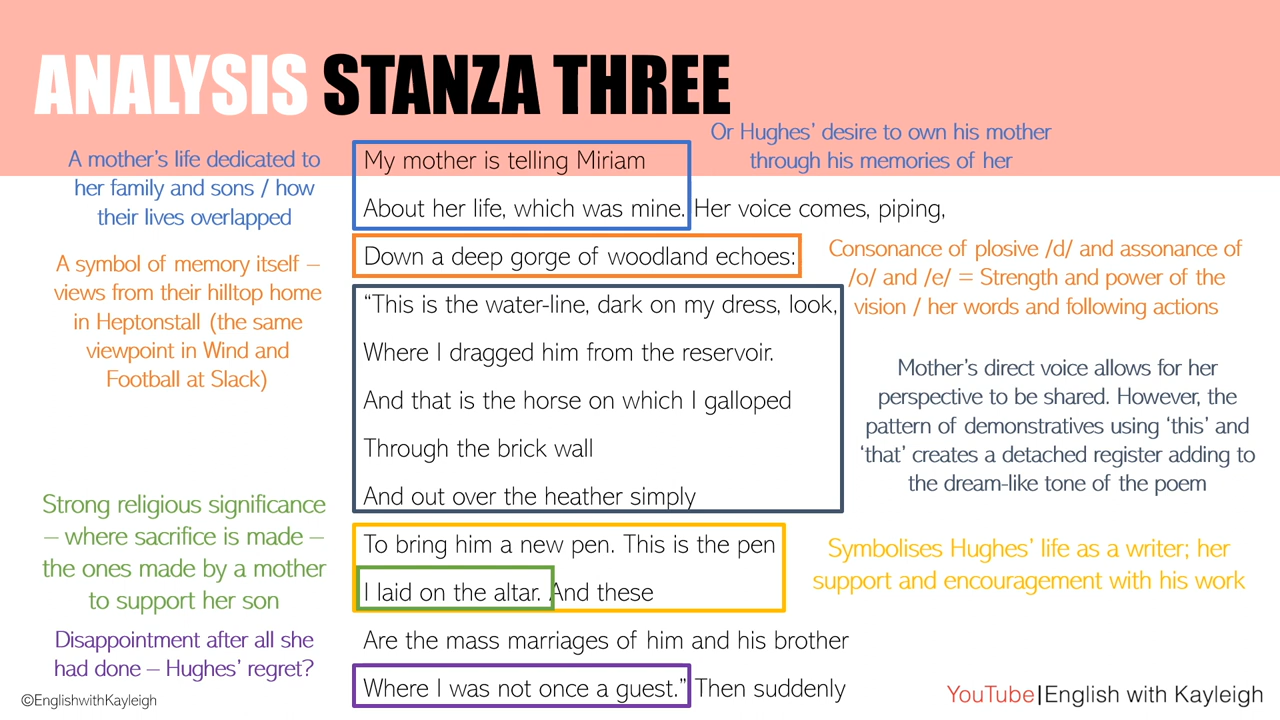 ANALYSIS STANZA THREE
Or Hughes’ desire to own his mother
through his memories of her
A mother’s life dedicated to
her family and sons / how
their lives overlapped
My mother is telling Miriam
About her life, which was mine. Her voice comes, piping,
Down a deep gorge of woodland echoes:
“This is the water-line, dark on my dress, look,
Where I dragged him from the reservoir.
And that is the horse on which I galloped
Through the brick wall
And out over the heather simply
To bring him a new pen. This is the pen
I laid on the altar. And these
Are the mass marriages of him and his brother
Where I was not once a guest.” Then suddenly
A symbol of memory itself –
views from their hilltop home
in Heptonstall (the same
viewpoint in Wind and
Football at Slack)
Consonance of plosive /d/ and assonance of
/o/ and /e/ = Strength and power of the
vision / her words and following actions
Mother’s direct voice allows for her
perspective to be shared. However, the
pattern of demonstratives using ‘this’ and
‘that’ creates a detached register adding to
the dream-like tone of the poem
Strong religious significance
– where sacrifice is made –
the ones made by a mother
to support her son
Symbolises Hughes’ life as a writer; her
support and encouragement with his work
Disappointment after all she
had done – Hughes’ regret?
©EnglishwithKayleigh
YouTube|English with Kayleigh